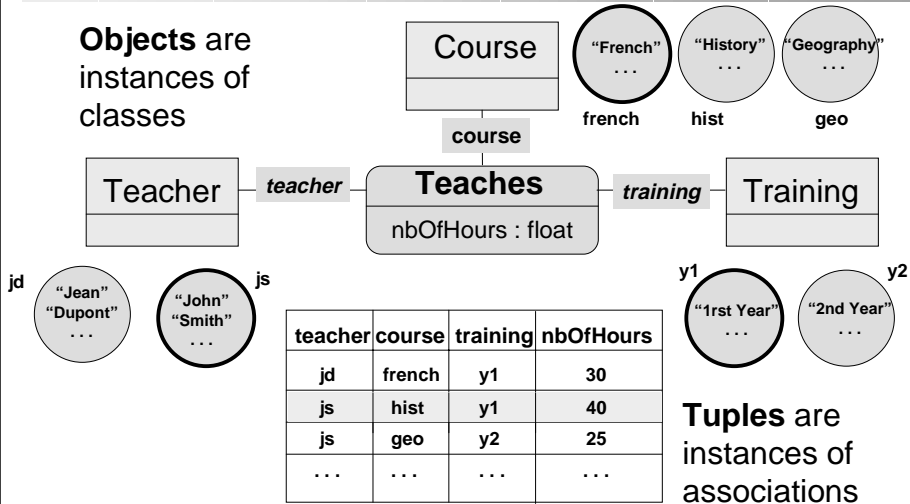 Objects are
instances of
classes
Course
“French”
. . .
“History”
. . .
“Geography”
. . .
french
hist
geo
course
Teacher
teacher
Teaches
nbOfHours : float
training
Training
jd
“Jean”
“Dupont”
. . .
“John”
“Smith”
. . .
js
y1
“1rst Year”
. . .
“2nd Year”
. . .
y2
teacher course training nbOfHours
jd french y1 30
js hist y1 40
js geo y2 25
. . . . . . . . . . . .
Tuples are
instances of
associations